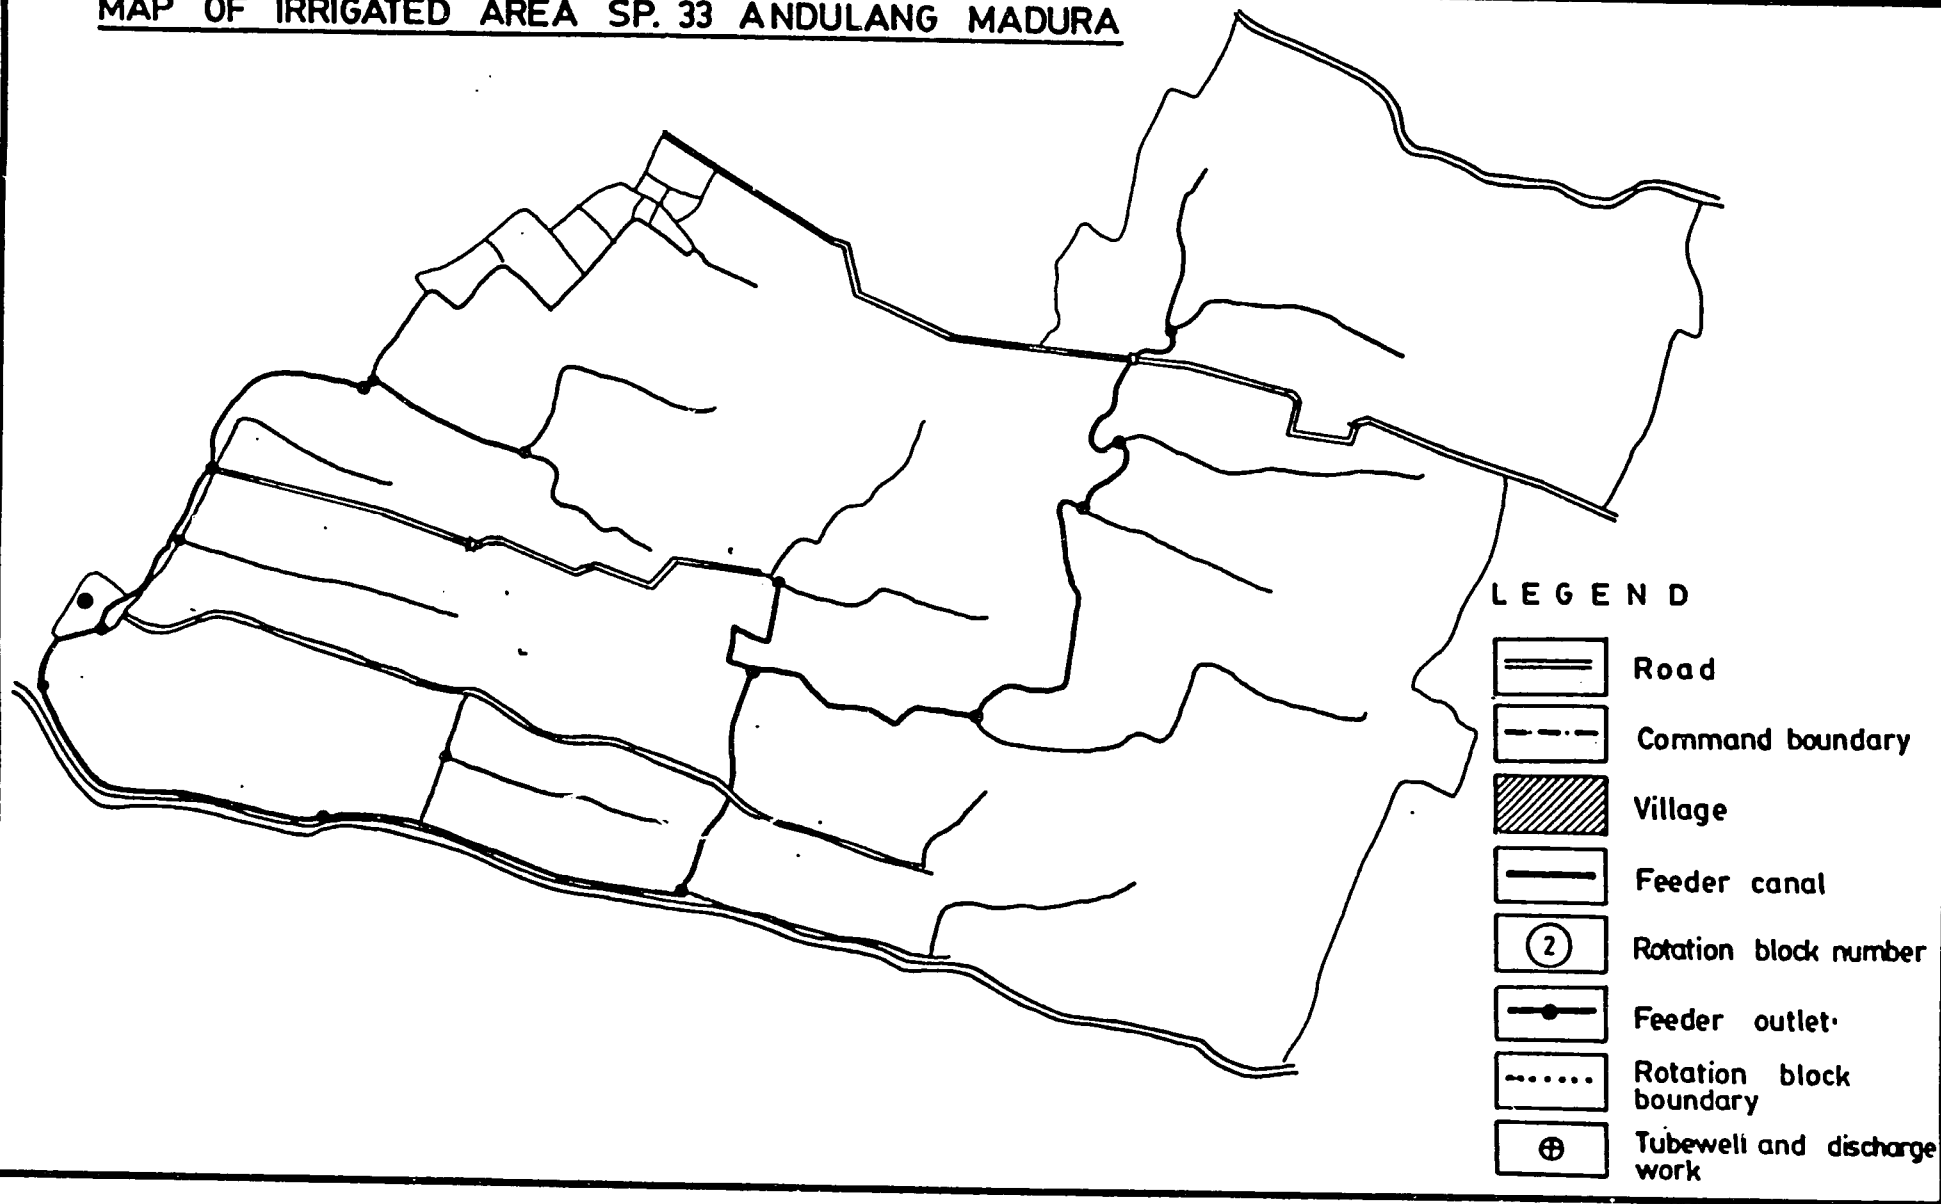 MAP OF IRRIGATED AREA SP. 33 ANDULANG MADURA
LEGEND
Road
Command boundary
Village
Feeder canal
2
Rotation block number
Feeder outlet
Rotation block
boundary
Tubewell and discharge
work